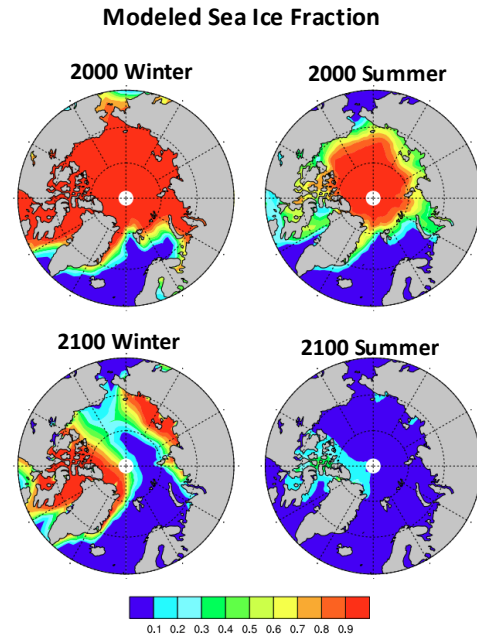 Modeled Sea Ice Fraction
2000 Winter
2000 Summer
2100 Winter
2100 Summer
0.1 0.2 0.3 0.4 0.5 0.6 0.7 0.8 0.9